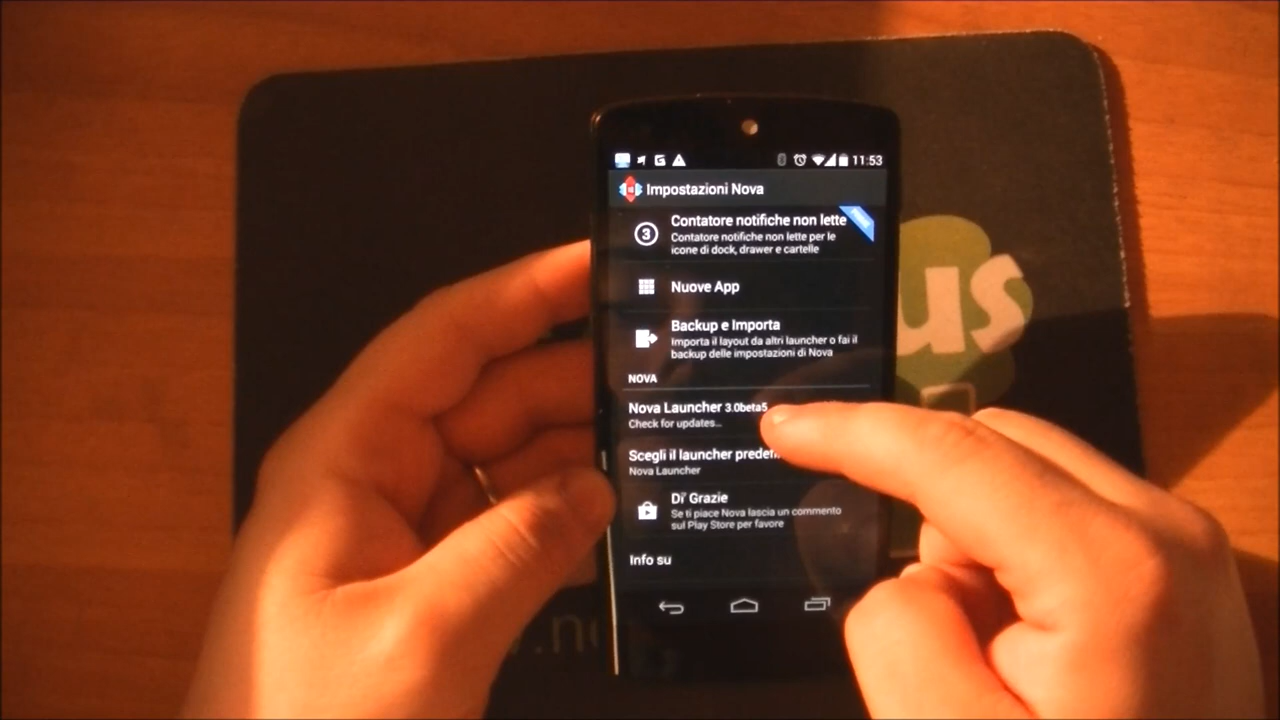 11:53
Impostazioni Nova
3
Contatore notifiche non lette
Contatore notifiche non lette per le
icone di dock, drawer e cartelle
Nuove App
Backup e Importa
Importa il layout da altri launcher o fai il
backup delle impostazioni di Nova
NOVA
Nova Launcher 3.0beta5
Check for updates...
Scegli il launcher
Nova Launcher
Di' Grazie
Se ti piace Nova lascia un commento
sul Play Store per favore
Info su
us